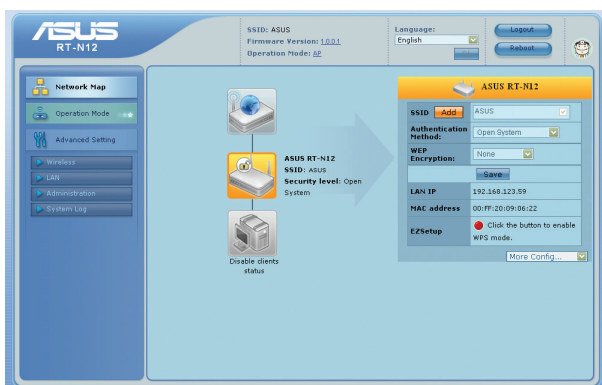 ASUS
RT-N12
SSID: ASUS
Firmware Version: 1.0.0.1
Operation Mode: AP
Language:
English
Logout
Reboot
Network Map
Operation Mode
Advanced Setting
Wireless
LAN
Administration
System Log
ASUS RT-N12
SSID: ASUS
Security level: Open
System
Disable clients
status
ASUS RT-N12
SSID Add ASUS
Authentication
Method: Open System
WEP
Encryption: None
Save
LAN IP 192.168.123.59
MAC address 00:FF:20:09:06:22
EZSetup Click the button to enable
WPS mode.
More Config...